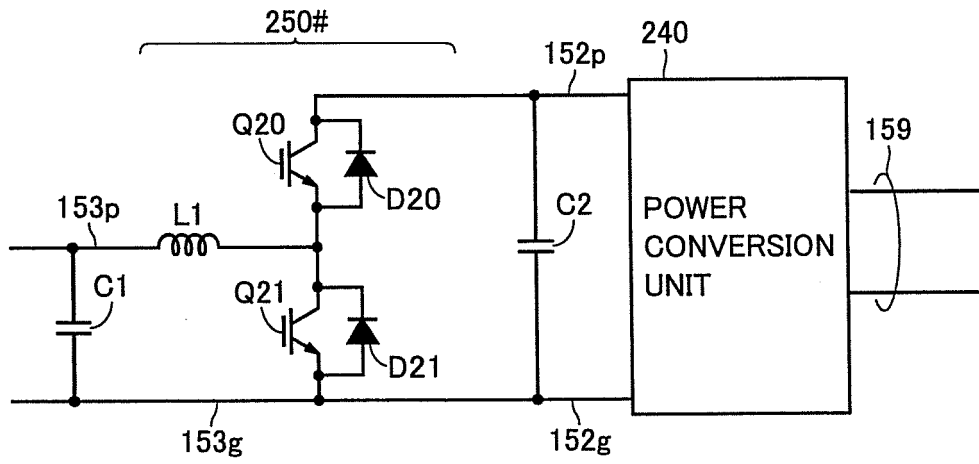 250#
240
152p
Q20
159
D20
153p
L1
C2
POWER
CONVERSION
UNIT
C1
Q21
D21
153g
152g